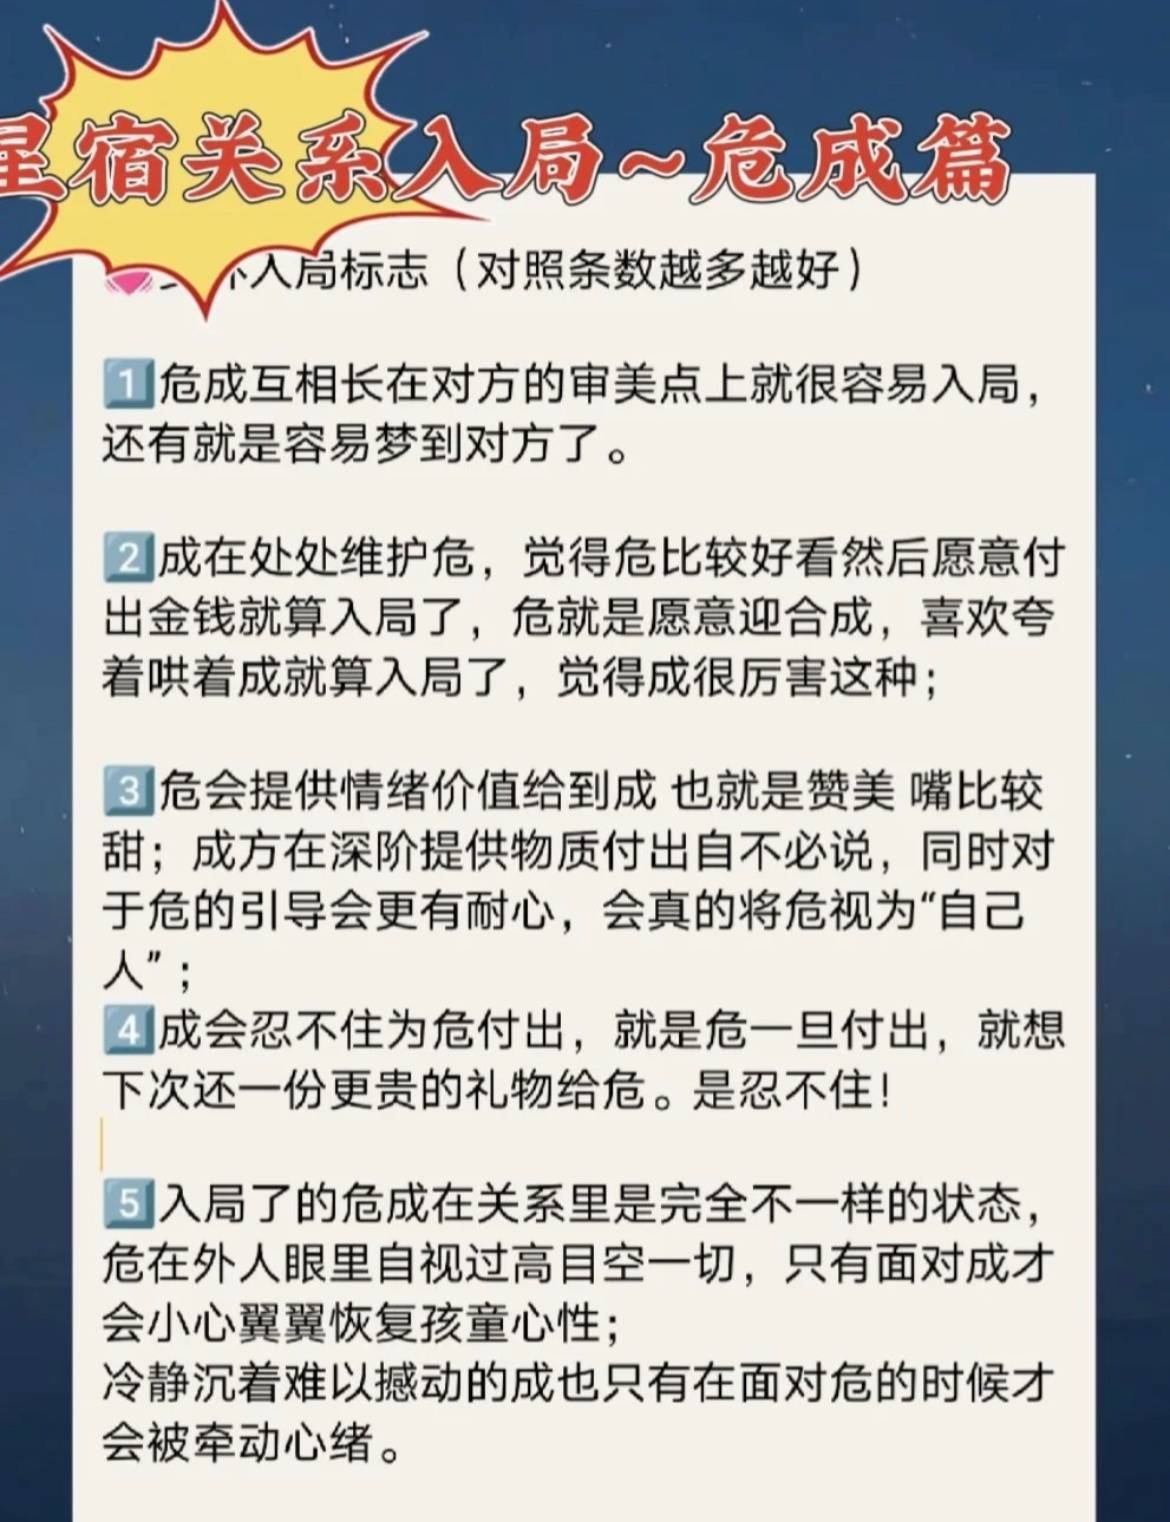 星宿关系入局~危成篇
入局标志（对照条数越多越好）
1危成互相长在对方的审美点上就很容易入局，
还有就是容易梦到对方了。
2成在处处维护危，觉得危比较好看然后愿意付
出金钱就算入局了，危就是愿意迎合成，喜欢夸
着哄着成就算入局了，觉得成很厉害这种；
3危会提供情绪价值给到成 也就是赞美 嘴比较
甜；成方在深阶提供物质付出自不必说，同时对
于危的引导会更有耐心，会真的将危视为“自己
人”；
4成会忍不住为危付出，就是危一旦付出，就想
下次还一份更贵的礼物给危。是忍不住！
5入局了的危成在关系里是完全不一样的状态，
危在外人眼里自视过高目空一切，只有面对成才
会小心翼翼恢复孩童心性；
冷静沉着难以撼动的成也只有在面对危的时候才
会被牵动心绪。